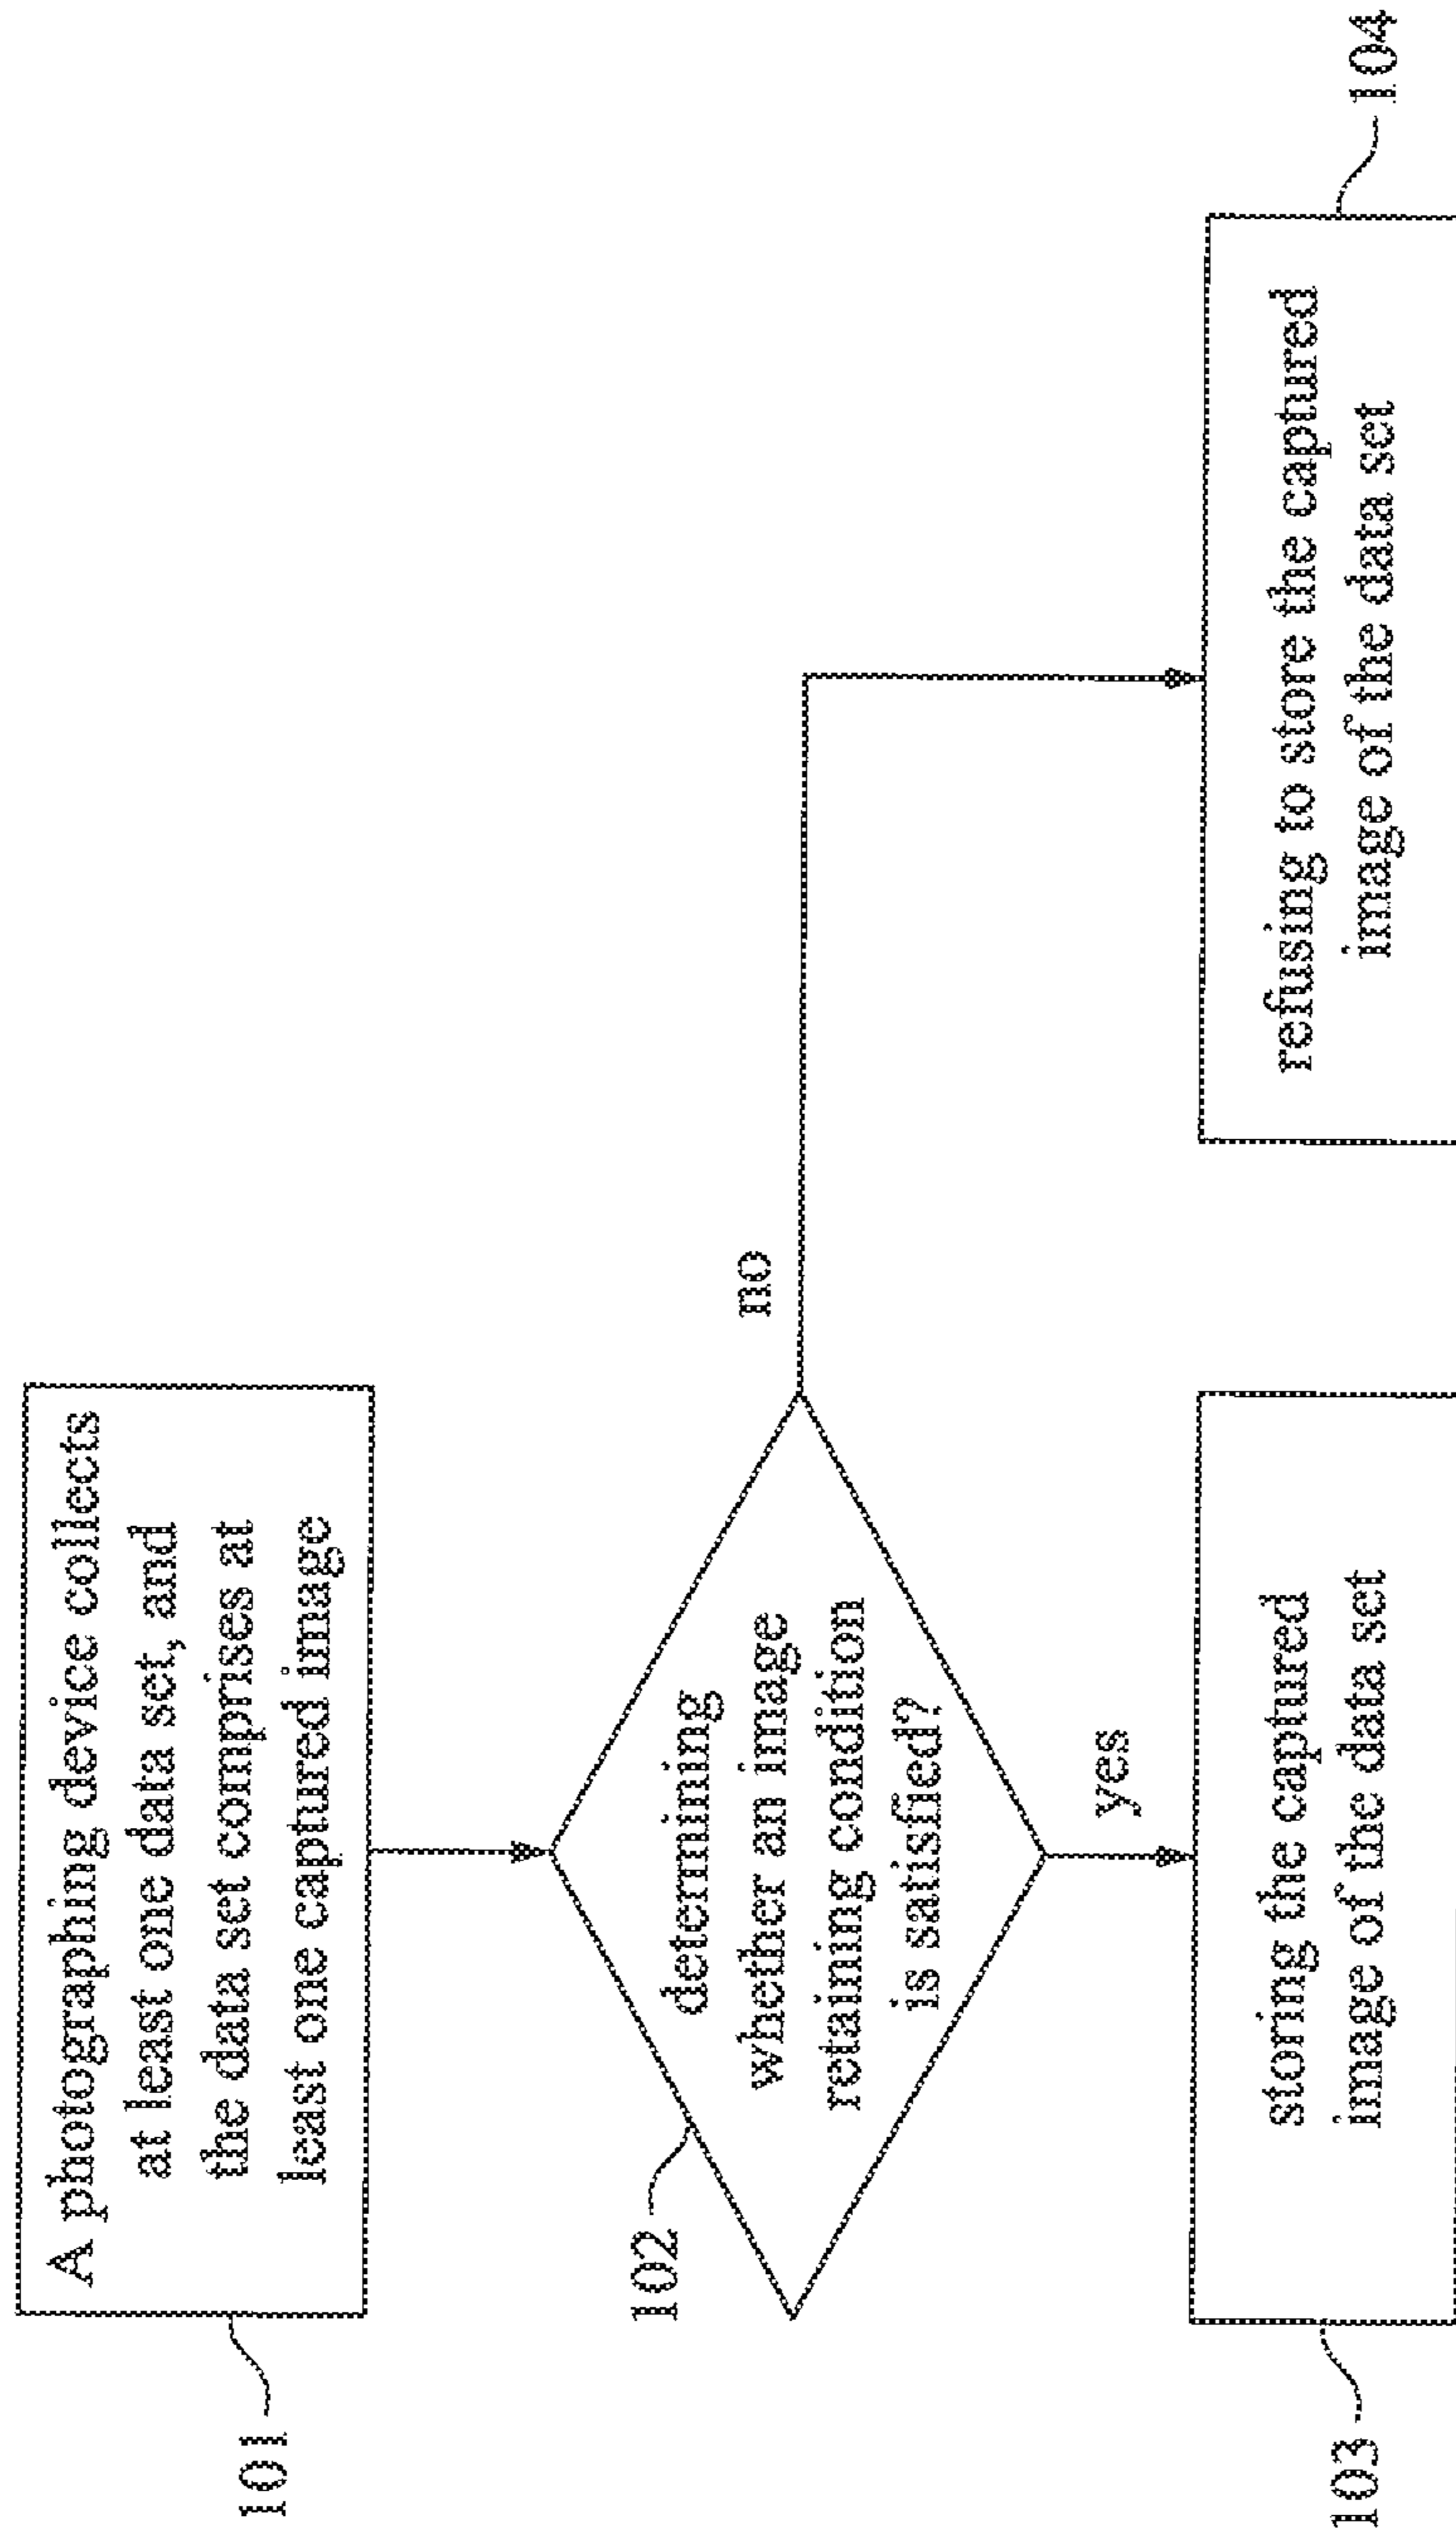 101
A photographing device collects
at least one data set, and
the data set comprises at
least one captured image
102
determining
whether an image
retaining condition
is satisfied?
no
yes
103
storing the captured
image of the data set
refusing to store the captured
image of the data set
104